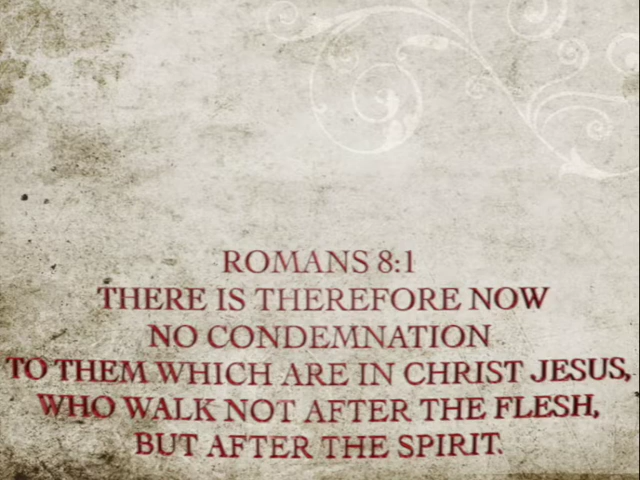 ROMANS 8:1
THERE IS THEREFORE NOW
NO CONDEMNATION
TO THEM WHICH ARE IN CHRIST JESUS,
WHO WALK NOT AFTER THE FLESH,
BUT AFTER THE SPIRIT.